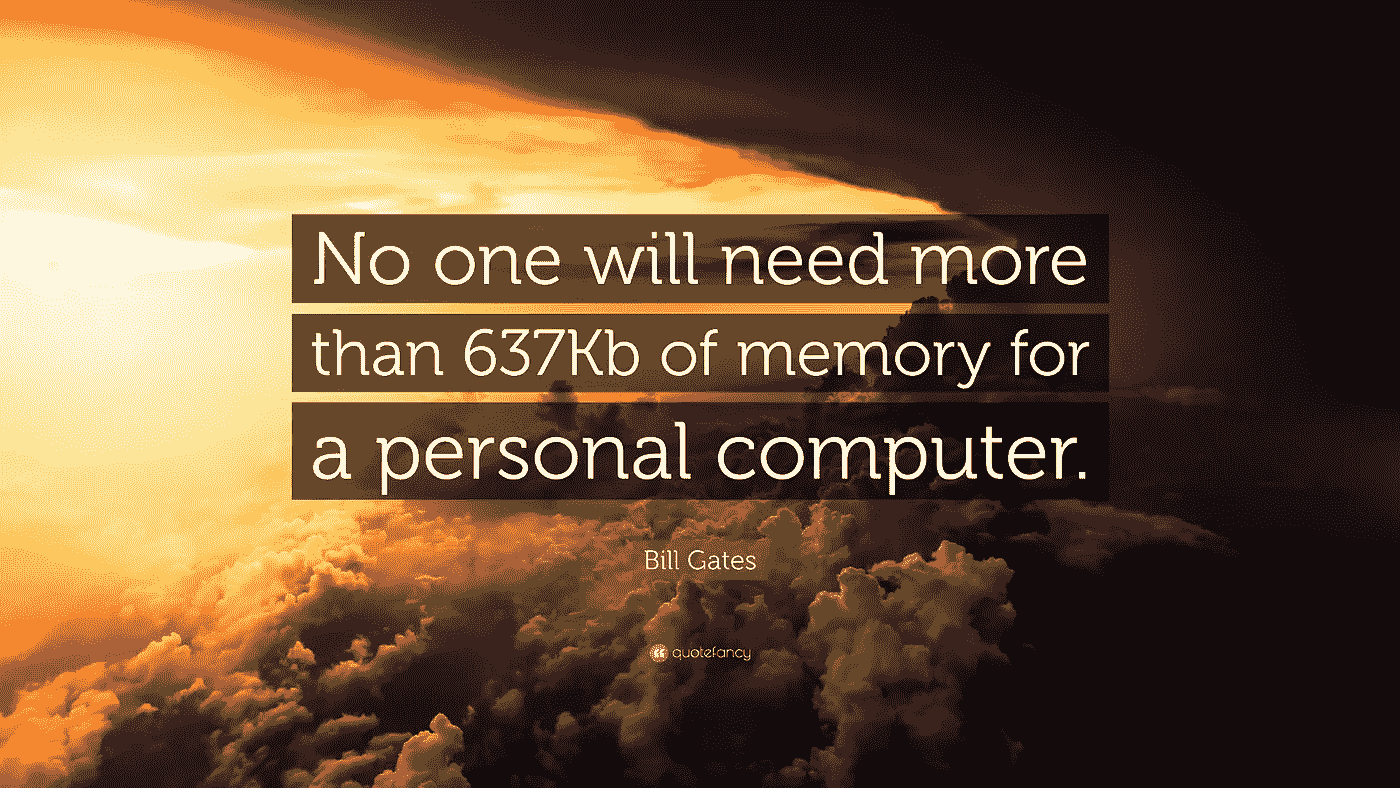 No one will need more
than 637Kb of memory for
a personal computer.
Bill Gates
quotefancy